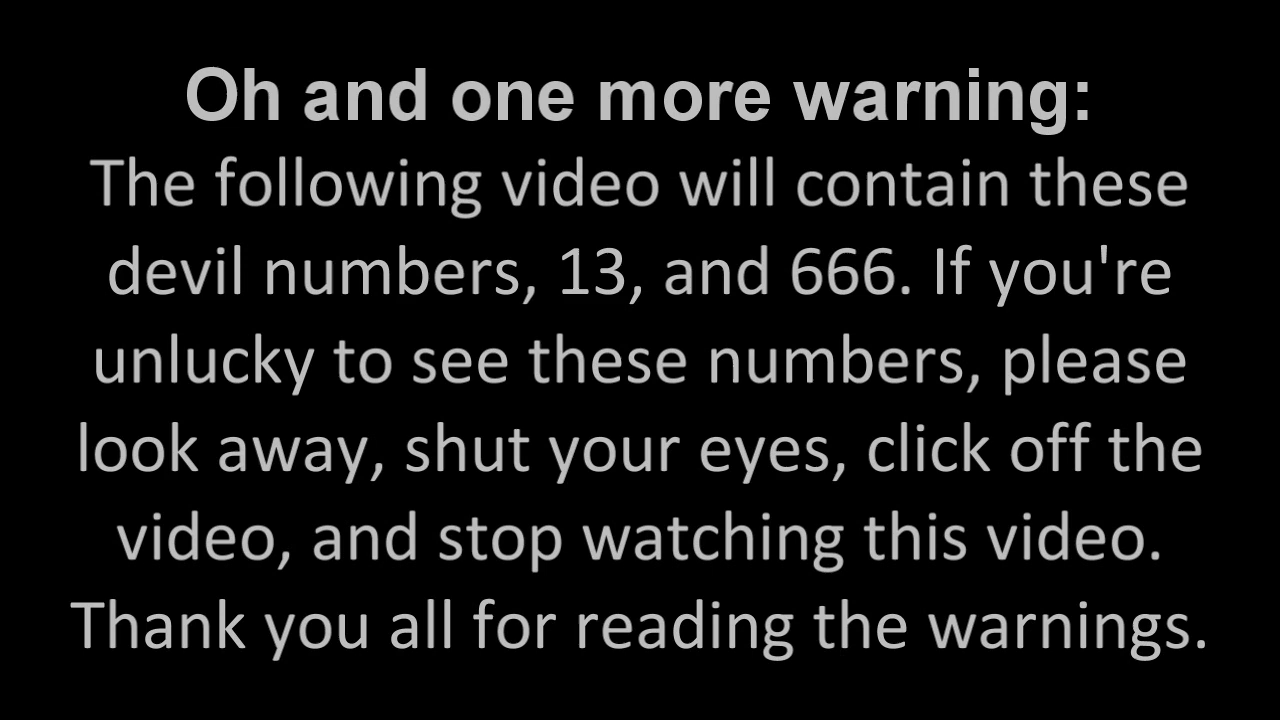 Oh and one more warning:
The following video will contain these
devil numbers, 13, and 666. If you're
unlucky to see these numbers, please
look away, shut your eyes, click off the
video, and stop watching this video.
Thank you all for reading the warnings.